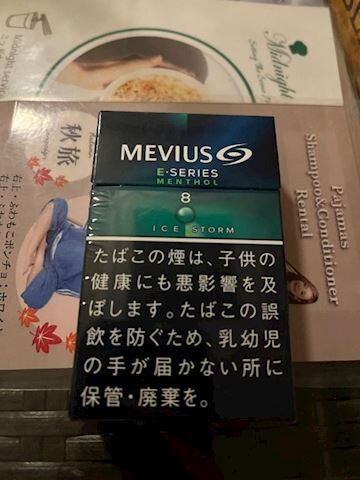 Midnight
Midnight
MEVIUS
E-SERIES
MENTHOL
8
ICE STORM
たばこの煙は、子供の
健康にも悪影響を及
ぼします。たばこの誤
飲を防ぐため、乳幼児
の手が届かない所に
保管・廃棄を。
秋旅
Pajamas
Shampoo&Conditioner
Rental